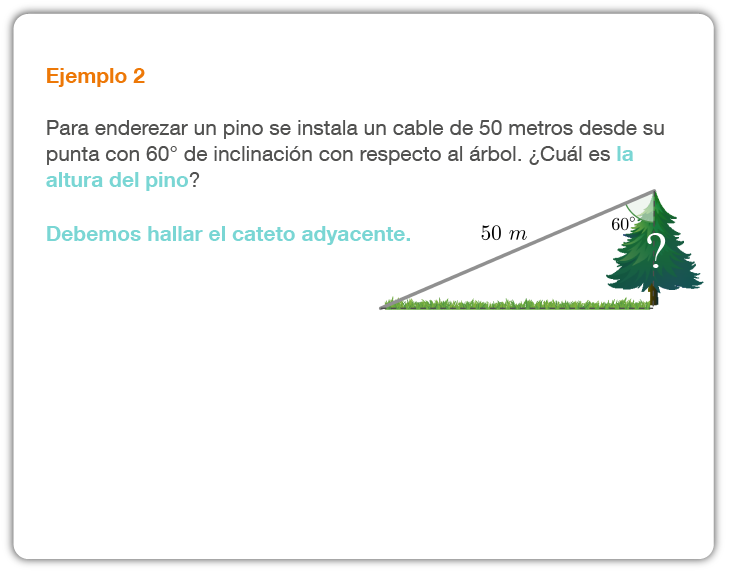 Ejemplo 2
Para enderezar un pino se instala un cable de 50 metros desde su
punta con 60° de inclinación con respecto al árbol. ¿Cuál es la
altura del pino?
Debemos hallar el cateto adyacente.
50 m
60°
?